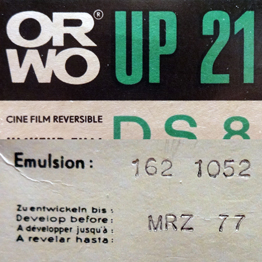 ORWO® UP 21
CINE FILM REVERSIBLE
DS 8
Emulsion: 162 1052
Zu entwickeln bis:
Develop before: MRZ 77
A développer jusqu'à:
A revelar hasta: